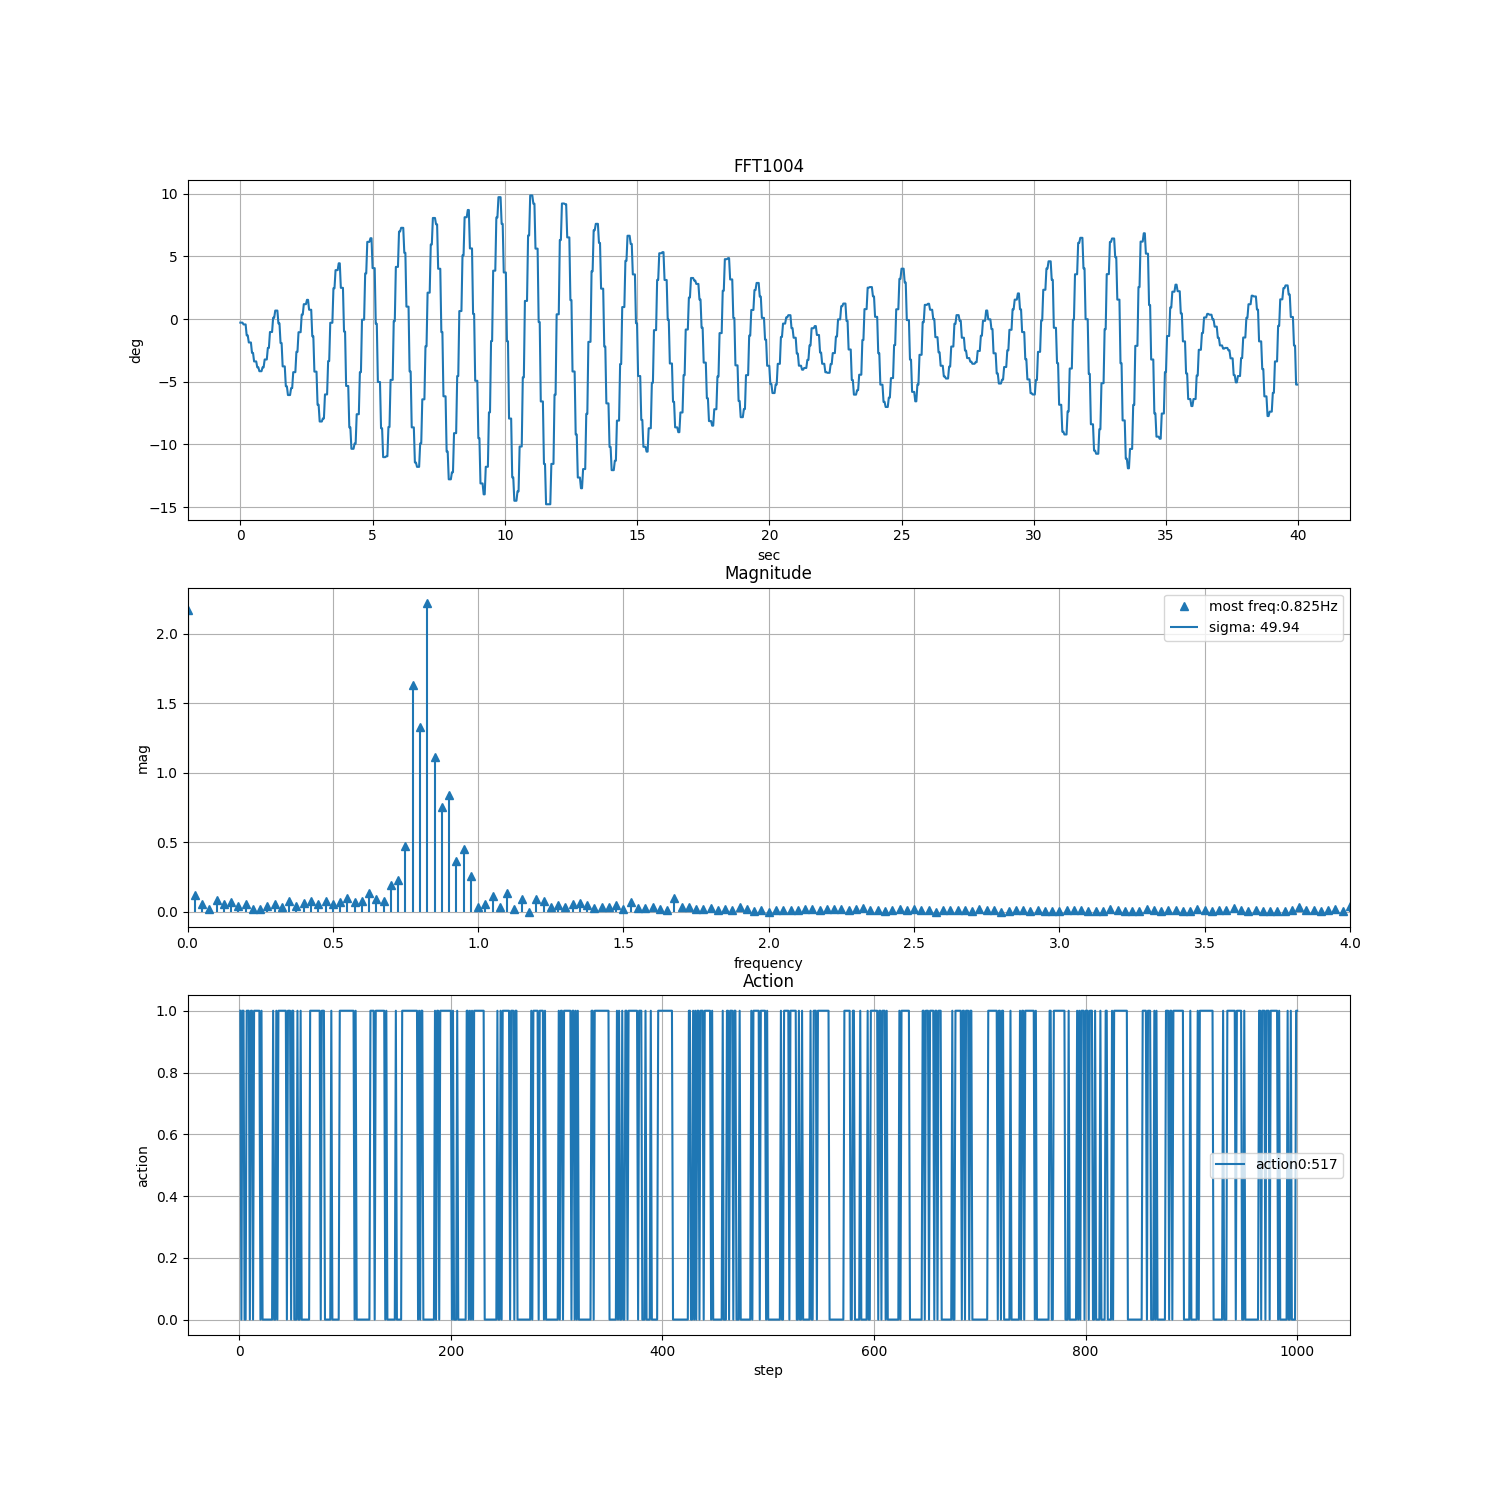 FFT1004
10
5
0
−5
−10
−15
deg
0 5 10 15 20 25 30 35 40
sec
Magnitude
most freq:0.825Hz
sigma: 49.94
2.0
1.5
1.0
0.5
0.0
mag
0.0 0.5 1.0 1.5 2.0 2.5 3.0 3.5 4.0
frequency
Action
1.0
0.8
0.6
0.4
0.2
0.0
action
action0:517
0 200 400 600 800 1000
step